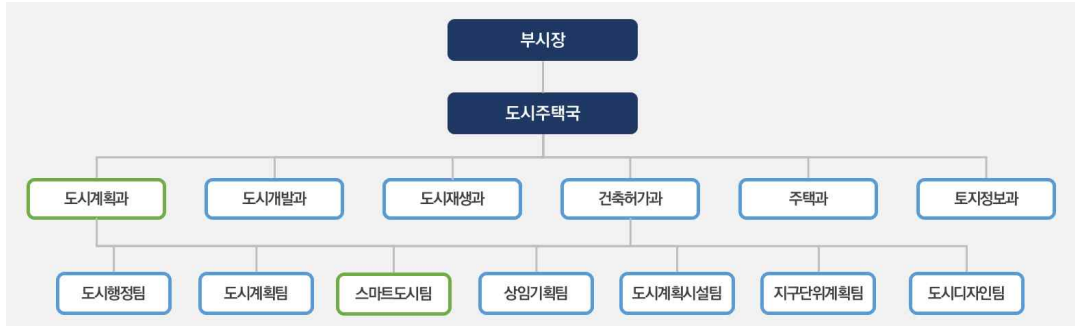 부시장
도시주택국
도시계획과 도시개발과 도시재생과 건축허가과 주택과 토지정보과
도시행정팀 도시계획팀 스마트도시팀 상임기획팀 도시계획시설팀 지구단위계획팀 도시디자인팀